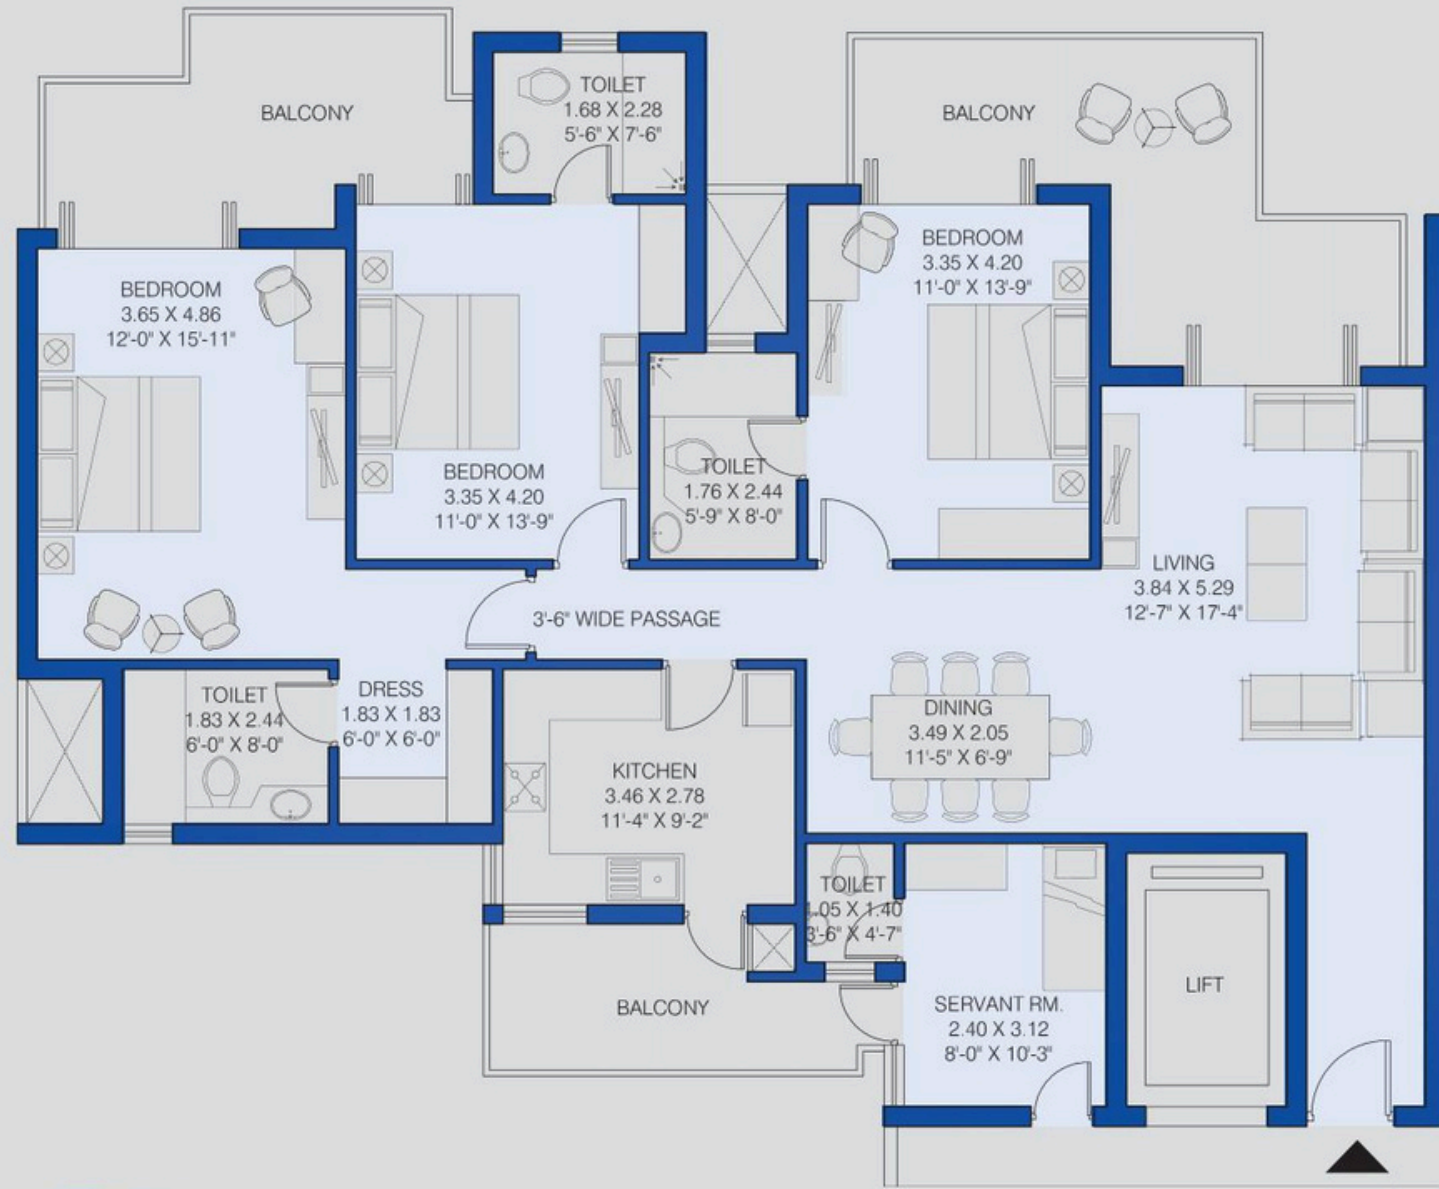 BALCONY
TOILET
1.68 X 2.28
5'-6" X 7'-6"
BALCONY
BEDROOM
3.65 X 4.86
12'-0" X 15'-11"
BEDROOM
3.35 X 4.20
11'-0" X 13'-9"
BEDROOM
3.35 X 4.20
11'-0" X 13'-9"
TOILET
1.76 X 2.44
5'-9" X 8'-0"
LIVING
3.84 X 5.29
12'-7" X 17'-4"
3'-6" WIDE PASSAGE
TOILET
1.83 X 2.44
6'-0" X 8'-0"
DRESS
1.83 X 1.83
6'-0" X 6'-0"
DINING
3.49 X 2.05
11'-5" X 6'-9"
KITCHEN
3.46 X 2.78
11'-4" X 9'-2"
TOILET
1.05 X 1.40
3'-6" X 4'-7"
BALCONY
SERVANT RM.
2.40 X 3.12
8'-0" X 10'-3"
LIFT